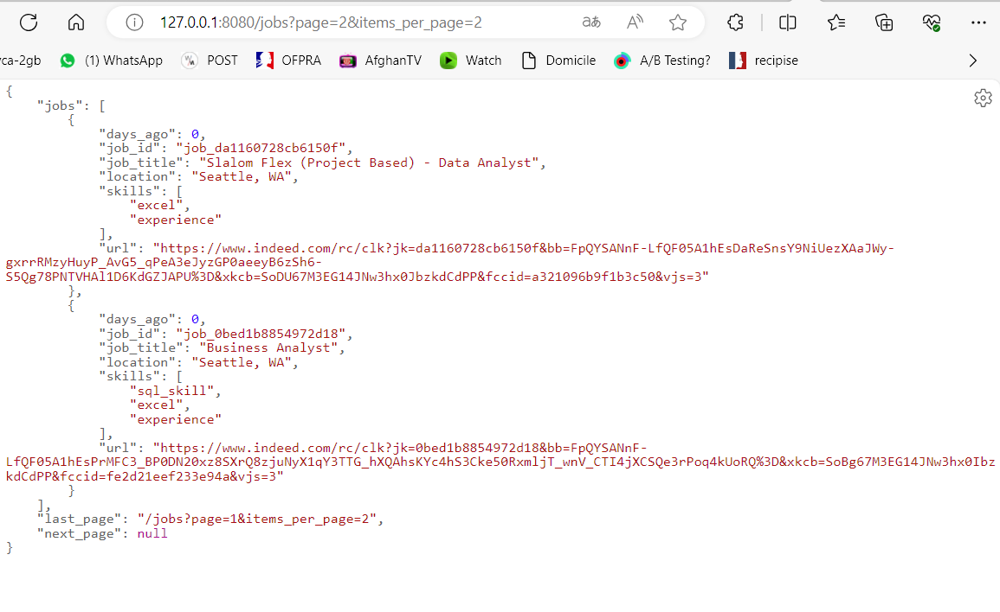 127.0.0.1:8080/jobs?page=2&items_per_page=2
ca-2gb (1) WhatsApp POST OFPRA AfghanTV Watch Domicile A/B Testing? recipise
{
    "jobs": [
        {
            "days_ago": 0,
            "job_id": "job_da1160728cb6150f",
            "job_title": "Slalom Flex (Project Based) - Data Analyst",
            "location": "Seattle, WA",
            "skills": [
                "excel",
                "experience"
            ],
            "url": "https://www.indeed.com/rc/clk?jk=da1160728cb6150f&bb=FpQYSANnF-LfQF05A1hEsDaReSnsY9NiUezXAaJWy-
gxrrRMzyHuyP_AvG5_qPeA3eJyzGP0aeeyB6zSh6-
S5Qg78PNTVHAl1D6KdGZJAPU%3D&xkcb=SoDU67M3EG14JNw3hx0JbzkdCdPP&fccid=a321096b9f1b3c50&vjs=3"
        },
        {
            "days_ago": 0,
            "job_id": "job_0bed1b8854972d18",
            "job_title": "Business Analyst",
            "location": "Seattle, WA",
            "skills": [
                "sql_skill",
                "excel",
                "experience"
            ],
            "url": "https://www.indeed.com/rc/clk?jk=0bed1b8854972d18&bb=FpQYSANnF-
LfQF05A1hEsPrMFC3_BP0DN20xz8SXrQ8zjuNyX1qY3TTG_hXQAhsKYc4hS3Cke50RxmljT_wnV_CTI4jXCSQe3rPoq4kUoRQ%3D&xkcb=SoBg67M3EG14JNw3hx0Ibz
kdCdPP&fccid=fe2d21eef233e94a&vjs=3"
        }
    ],
    "last_page": "/jobs?page=1&items_per_page=2",
    "next_page": null
}